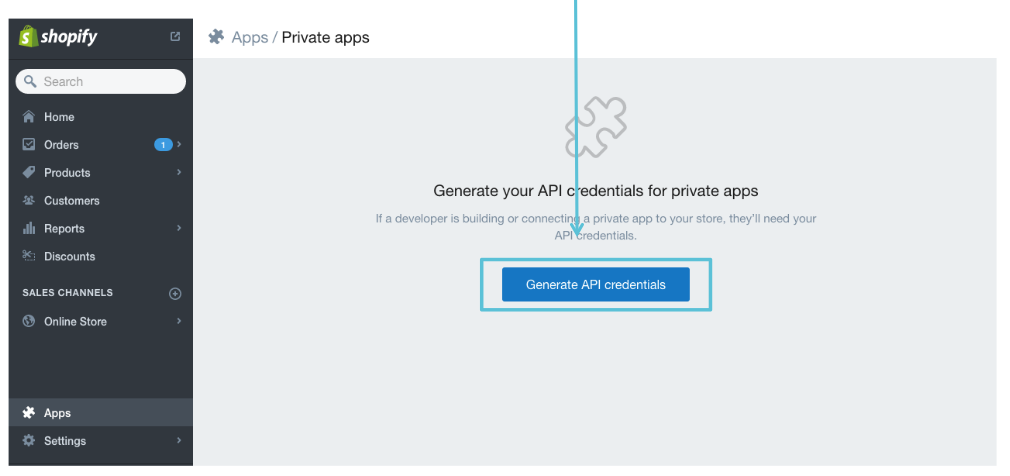 shopify
Apps / Private apps
Search
Home
Orders 1
Products
Customers
Reports
Discounts
SALES CHANNELS
Online Store
Apps
Settings
Generate your API credentials for private apps
If a developer is building or connecting a private app to your store, they'll need your
API credentials.
Generate API credentials